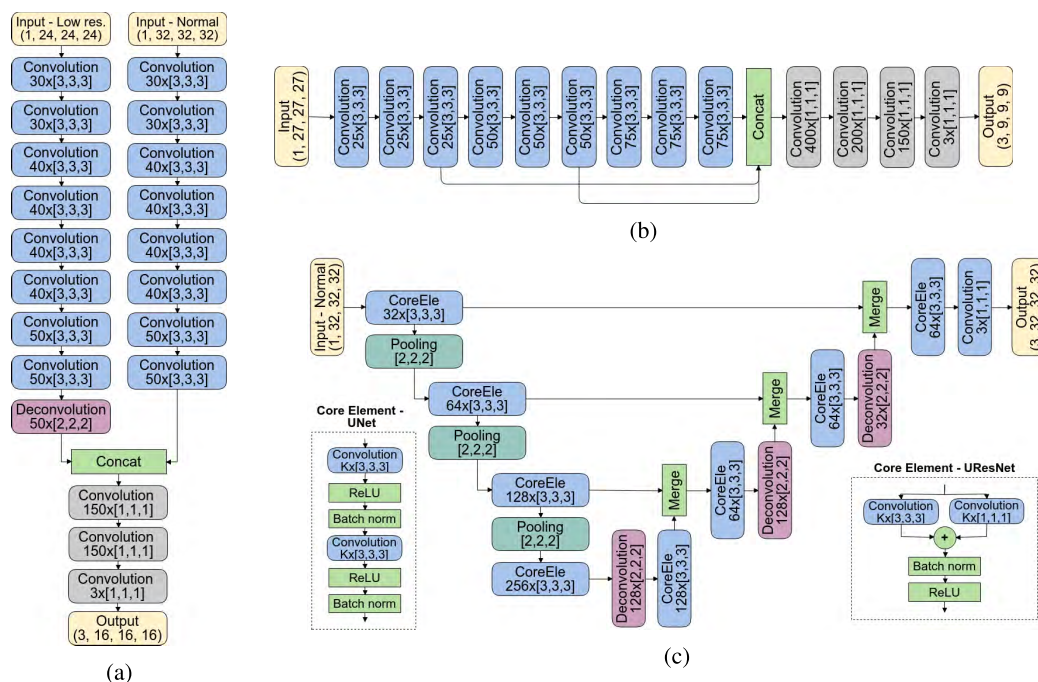 Input - Low res.
(1, 24, 24, 24)
Convolution
30x[3,3,3]
Convolution
30x[3,3,3]
Convolution
40x[3,3,3]
Convolution
40x[3,3,3]
Convolution
40x[3,3,3]
Convolution
40x[3,3,3]
Convolution
50x[3,3,3]
Convolution
50x[3,3,3]
Deconvolution
50x[2,2,2]
Input - Normal
(1, 32, 32, 32)
Convolution
30x[3,3,3]
Convolution
30x[3,3,3]
Convolution
40x[3,3,3]
Convolution
40x[3,3,3]
Convolution
40x[3,3,3]
Convolution
40x[3,3,3]
Convolution
50x[3,3,3]
Convolution
50x[3,3,3]
Concat
Convolution
150x[1,1,1]
Convolution
150x[1,1,1]
Convolution
3x[1,1,1]
Output
(3, 16, 16, 16)
(a)
Input
(1, 27, 27, 27)
Convolution
25x[3,3,3]
Convolution
25x[3,3,3]
Convolution
25x[3,3,3]
Convolution
50x[3,3,3]
Convolution
50x[3,3,3]
Convolution
50x[3,3,3]
Convolution
75x[3,3,3]
Convolution
75x[3,3,3]
Convolution
75x[3,3,3]
Concat
Convolution
400x[1,1,1]
Convolution
200x[1,1,1]
Convolution
150x[1,1,1]
Convolution
3x[1,1,1]
Output
(3, 9, 9, 9)
(b)
Input - Normal
(1, 32, 32, 32)
CoreEle
32x[3,3,3]
Pooling
[2,2,2]
CoreEle
64x[3,3,3]
Pooling
[2,2,2]
CoreEle
128x[3,3,3]
Pooling
[2,2,2]
CoreEle
256x[3,3,3]
Deconvolution
128x[2,2,2]
CoreEle
128x[3,3,3]
Merge
CoreEle
64x[3,3,3]
Deconvolution
128x[2,2,2]
Merge
CoreEle
64x[3,3,3]
Deconvolution
32x[2,2,2]
Merge
CoreEle
64x[3,3,3]
Convolution
3x[1,1,1]
Output
(3, 32, 32, 32)
Core Element -
UNet
Convolution
Kx[3,3,3]
ReLU
Batch norm
Convolution
Kx[3,3,3]
ReLU
Batch norm
Core Element - UResNet
Convolution
Kx[3,3,3]
Convolution
Kx[1,1,1]
+
Batch norm
ReLU
(c)